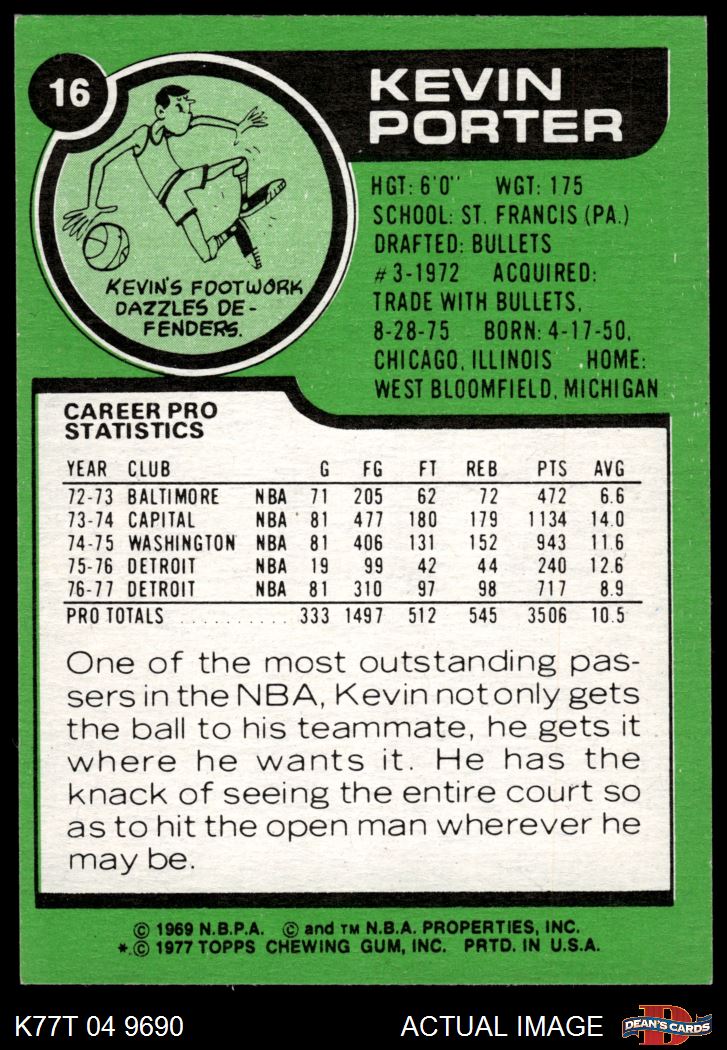 16
KEVIN
PORTER
HGT: 6'0" WGT: 175
SCHOOL: ST. FRANCIS (PA.)
DRAFTED: BULLETS
#3-1972 ACQUIRED:
TRADE WITH BULLETS,
8-28-75 BORN: 4-17-50,
CHICAGO, ILLINOIS HOME:
WEST BLOOMFIELD, MICHIGAN
KEVIN'S FOOTWORK
DAZZLES DE-
FENDERS.
CAREER PRO
STATISTICS
YEAR CLUB G FG FT REB PTS AVG
72-73 BALTIMORE NBA 71 205 62 72 472 6.6
73-74 CAPITAL NBA 81 477 180 179 1134 14.0
74-75 WASHINGTON NBA 81 406 131 152 943 11.6
75-76 DETROIT NBA 19 99 42 44 240 12.6
76-77 DETROIT NBA 81 310 97 98 717 8.9
PRO TOTALS . . . . . . . . . . 333 1497 512 545 3506 10.5
One of the most outstanding pas-
sers in the NBA, Kevin not only gets
the ball to his teammate, he gets it
where he wants it. He has the
knack of seeing the entire court so
as to hit the open man wherever he
may be.
© 1969 N.B.P.A. © and TM N.B.A. PROPERTIES, INC.
*.© 1977 TOPPS CHEWING GUM, INC. PRTD. IN U.S.A.
K77T 04 9690 ACTUAL IMAGE
D
DEAN'S CARDS